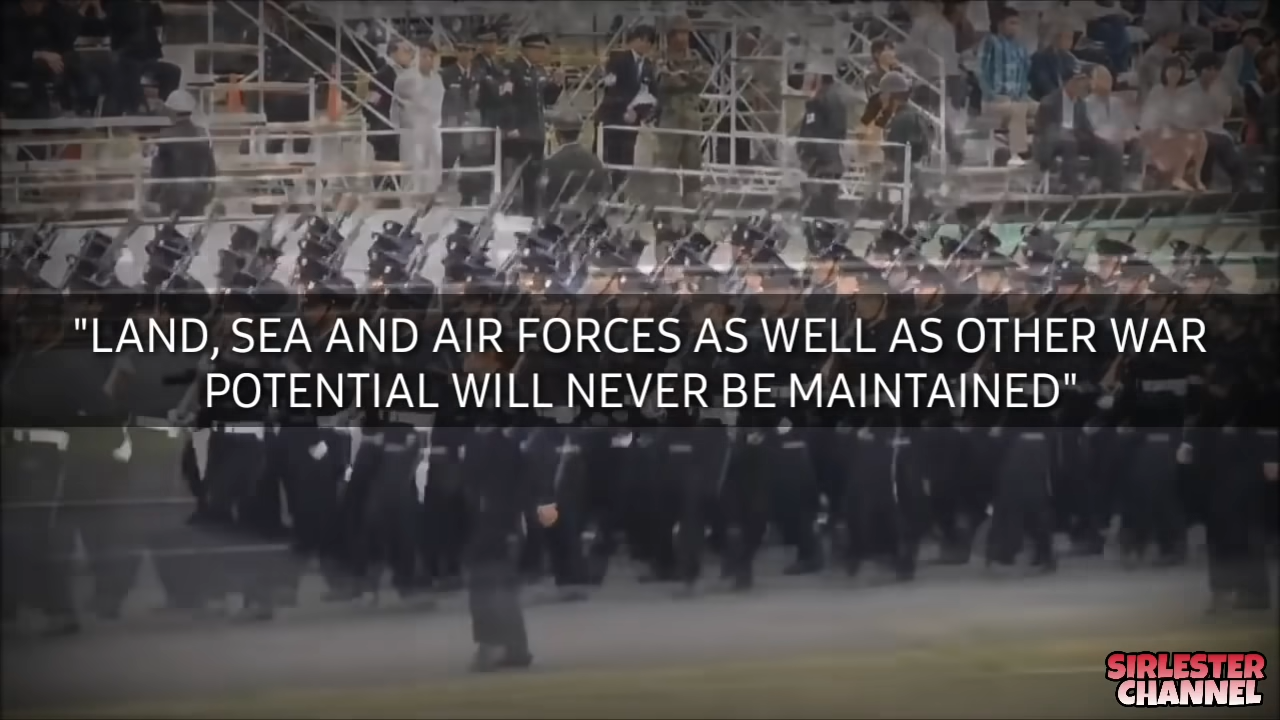 "LAND, SEA AND AIR FORCES AS WELL AS OTHER WAR
POTENTIAL WILL NEVER BE MAINTAINED"
SIRLESTER
CHANNEL